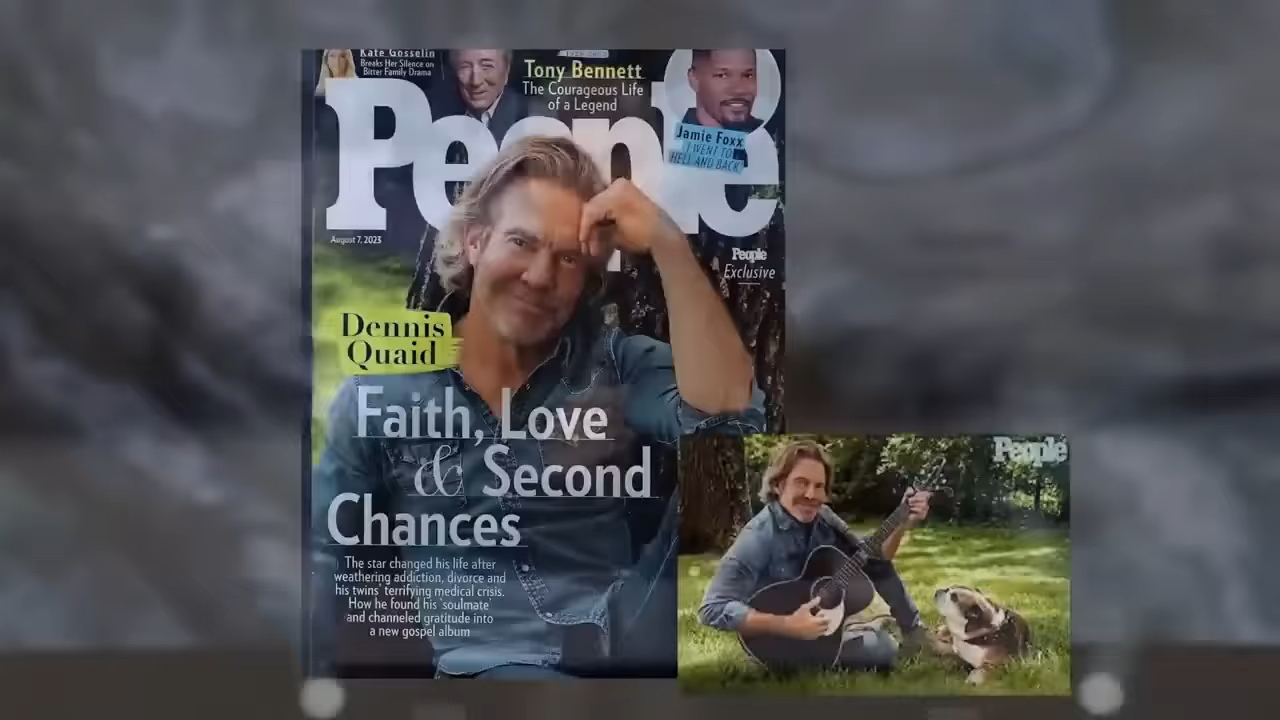 Kate Gosselin
Breaks Her Silence on
Bitter Family Drama
Tony Bennett
The Courageous Life
of a Legend
Jamie Foxx
'I WENT TO
HELL AND BACK'
People
August 7, 2023
People
Exclusive
Dennis
Quaid
Faith, Love
& Second
Chances
The star changed his life after
weathering addiction, divorce and
his twins' terrifying medical crisis.
How he found his soulmate
and channeled gratitude into
a new gospel album
People